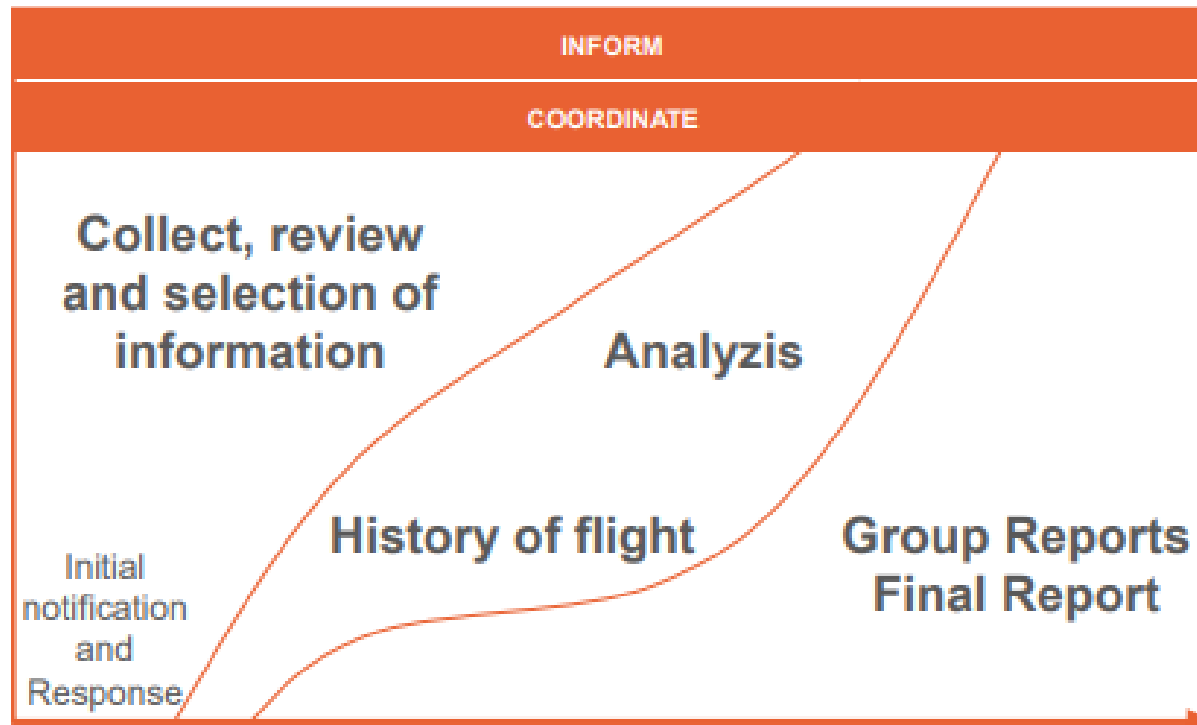 INFORM
COORDINATE
Collect, review
and selection of
information
Analyzis
History of flight
Initial
notification
and
Response
Group Reports
Final Report